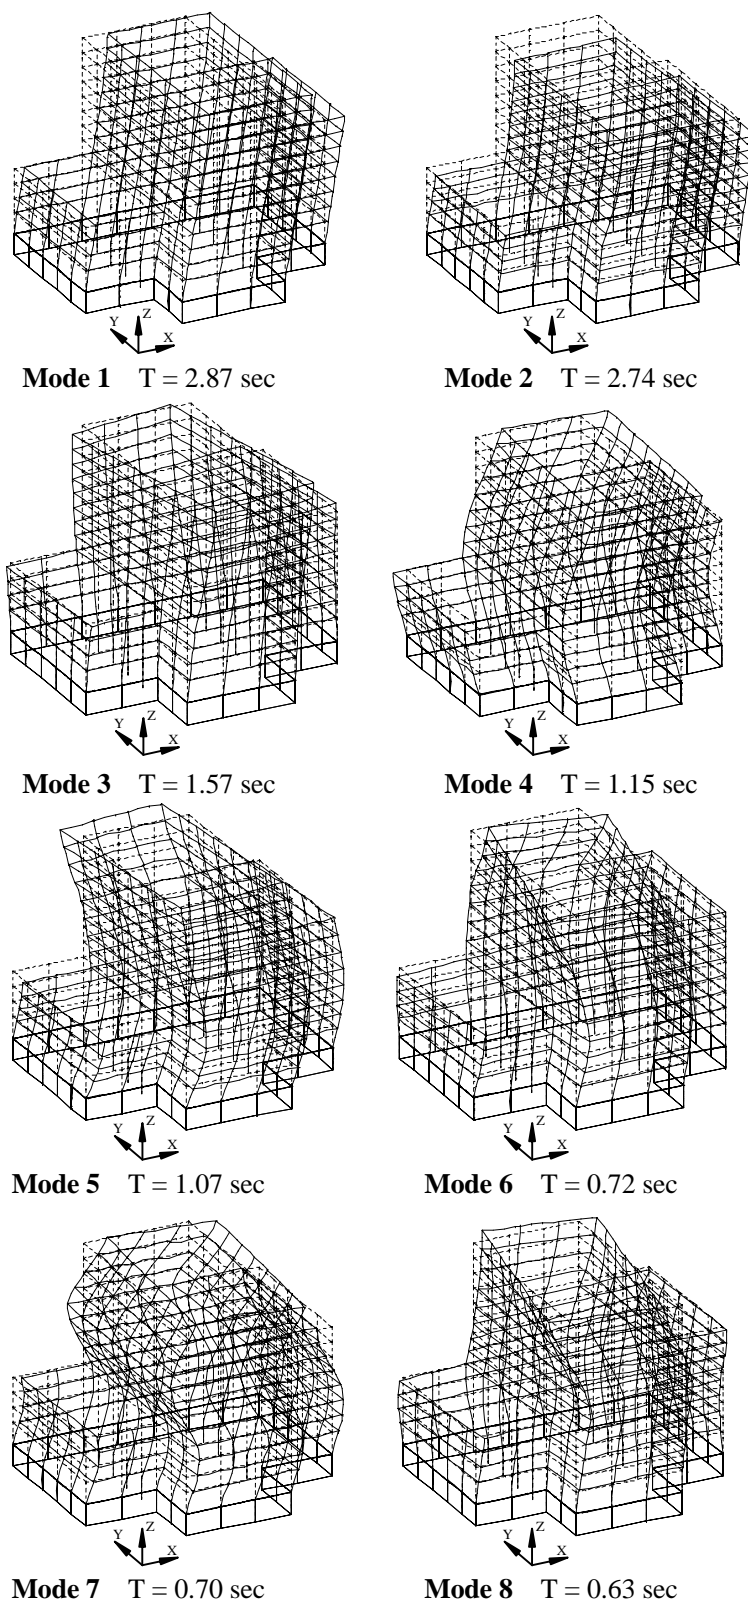 Y Z X
Y Z X
Mode 1 T = 2.87 sec
Mode 2 T = 2.74 sec
Y Z X
Y Z X
Mode 3 T = 1.57 sec
Mode 4 T = 1.15 sec
Y Z X
Y Z X
Mode 5 T = 1.07 sec
Mode 6 T = 0.72 sec
Y Z X
Y Z X
Mode 7 T = 0.70 sec
Mode 8 T = 0.63 sec